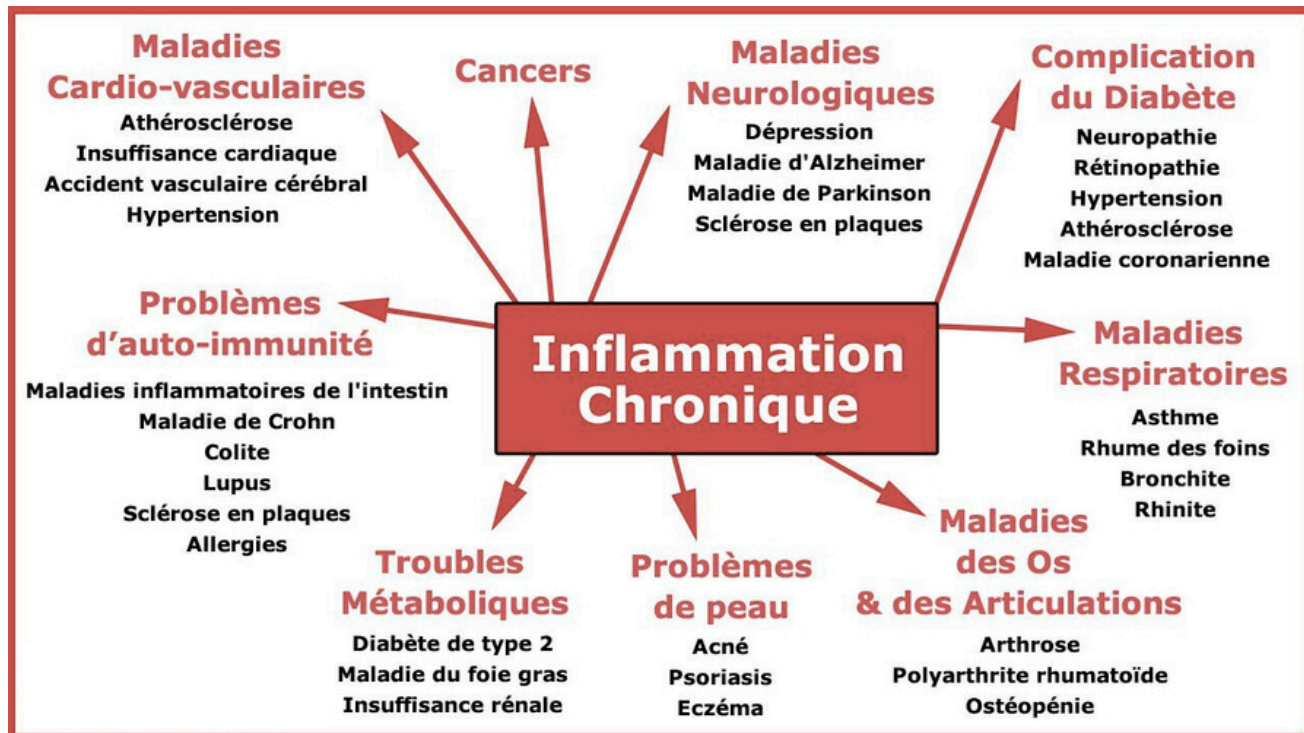 Maladies
Cardio-vasculaires
Athérosclérose
Insuffisance cardiaque
Accident vasculaire cérébral
Hypertension
Cancers
Maladies
Neurologiques
Dépression
Maladie d'Alzheimer
Maladie de Parkinson
Sclérose en plaques
Complication
du Diabète
Neuropathie
Rétinopathie
Hypertension
Athérosclérose
Maladie coronarienne
Problèmes
d’auto-immunité
Maladies inflammatoires de l'intestin
Maladie de Crohn
Colite
Lupus
Sclérose en plaques
Allergies
Inflammation
Chronique
Maladies
Respiratoires
Asthme
Rhume des foins
Bronchite
Rhinite
Troubles
Métaboliques
Diabète de type 2
Maladie du foie gras
Insuffisance rénale
Problèmes
de peau
Acné
Psoriasis
Eczéma
Maladies
des Os
& des Articulations
Arthrose
Polyarthrite rhumatoïde
Ostéopénie